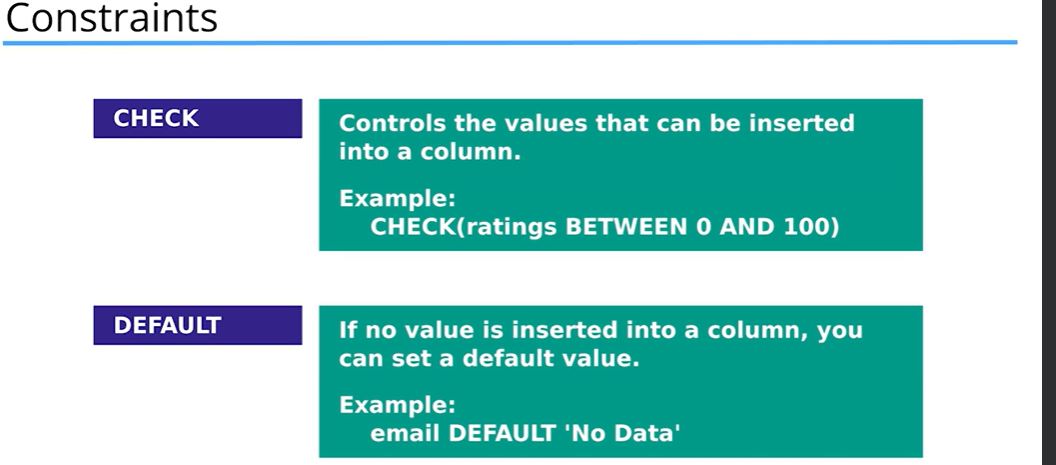 Constraints
CHECK
Controls the values that can be inserted
into a column.
Example:
CHECK(ratings BETWEEN 0 AND 100)
DEFAULT
If no value is inserted into a column, you
can set a default value.
Example:
email DEFAULT 'No Data'